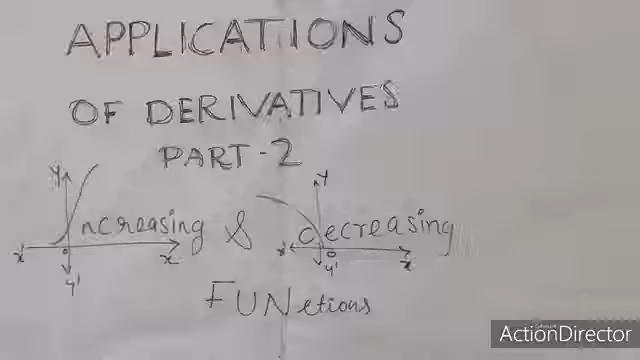 APPLICATIONS
OF DERIVATIVES
PART-2
Increasing & decreasing
FUNctions
Y
X'
O
X
Y'
Y
X'
O
X
Y'
ActionDirector